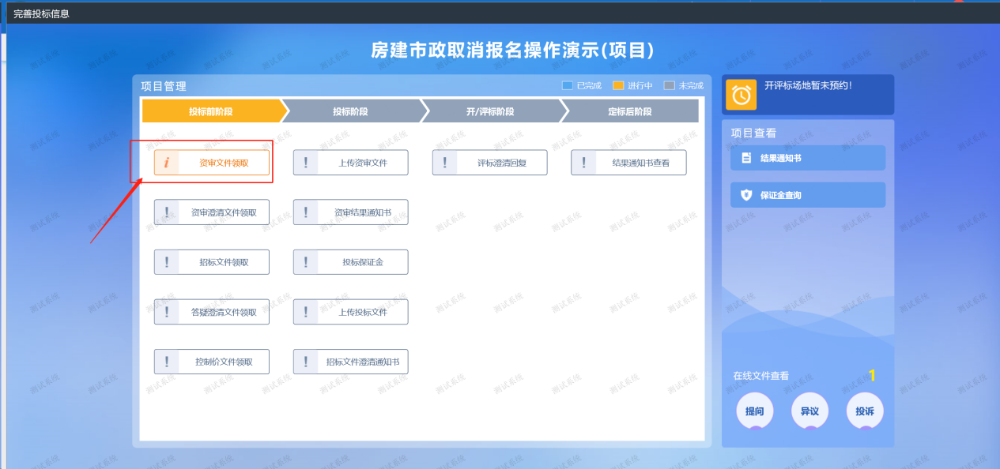 完善投标信息
房建市政取消报名操作演示(项目)
项目管理
已完成 进行中 未完成
投标前阶段 投标阶段 开/评标阶段 定标后阶段
资审文件领取 上传资审文件 评标澄清回复 结果通知书查看
资审澄清文件领取 资审结果通知书
招标文件领取 投标保证金
答疑澄清文件领取 上传投标文件
控制价文件领取 招标文件澄清通知书
开评标场地暂未预约!
项目查看
结果通知书
保证金查询
在线文件查看 1
提问 异议 投诉
测试系统